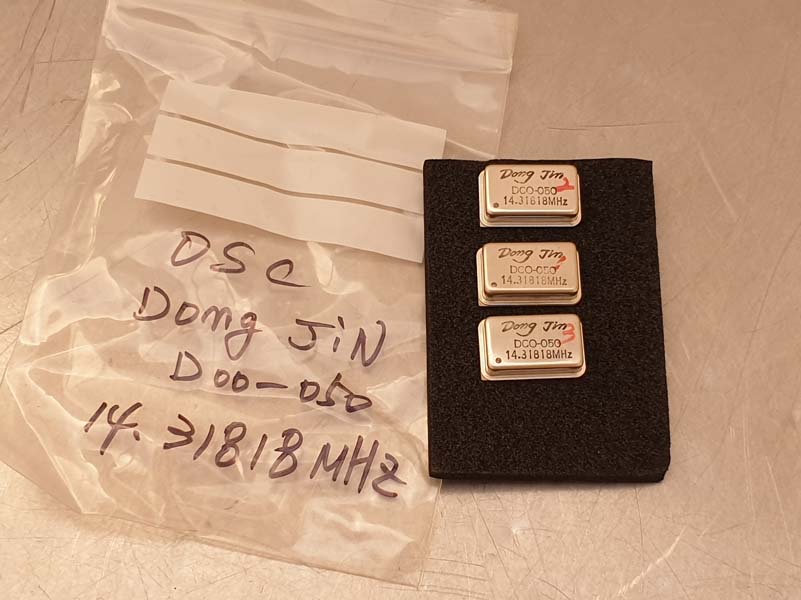 OSC
Dong JiN
D00-050
14.31818MHz
Dong Jin 2
DCO-050
14.31818MHz
Dong Jin 1
DCO-050
14.31818MHz
Dong Jin 3
DCO-050
14.31818MHz